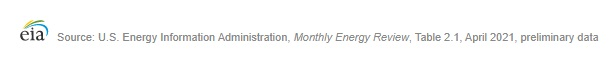 eia Source: U.S. Energy Information Administration, Monthly Energy Review, Table 2.1, April 2021, preliminary data